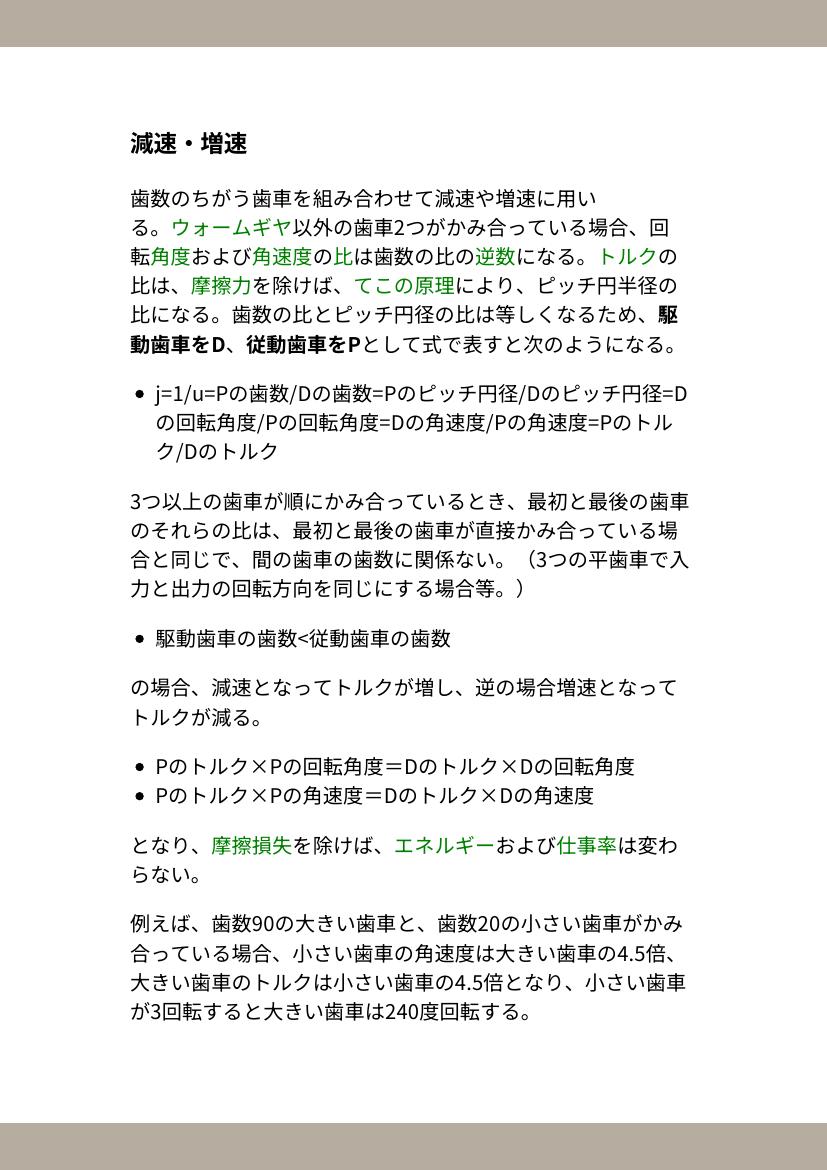 減速・増速
歯数のちがう歯車を組み合わせて減速や増速に用い
る。ウォームギヤ以外の歯車2つがかみ合っている場合、回
転角度および角速度の比は歯数の比の逆数になる。トルクの
比は、摩擦力を除けば、てこの原理により、ピッチ円半径の
比になる。歯数の比とピッチ円径の比は等しくなるため、駆
動歯車をD、従動歯車をPとして式で表すと次のようになる。
• j=1/u=Pの歯数/Dの歯数=Pのピッチ円径/Dのピッチ円径=D
の回転角度/Pの回転角度=Dの角速度/Pの角速度=Pのトル
ク/Dのトルク
3つ以上の歯車が順にかみ合っているとき、最初と最後の歯車
のそれらの比は、最初と最後の歯車が直接かみ合っている場
合と同じで、間の歯車の歯数に関係ない。（3つの平歯車で入
力と出力の回転方向を同じにする場合等。）
• 駆動歯車の歯数<従動歯車の歯数
の場合、減速となってトルクが増し、逆の場合増速となって
トルクが減る。
• Pのトルク×Pの回転角度＝Dのトルク×Dの回転角度
• Pのトルク×Pの角速度＝Dのトルク×Dの角速度
となり、摩擦損失を除けば、エネルギーおよび仕事率は変わ
らない。
例えば、歯数90の大きい歯車と、歯数20の小さい歯車がかみ
合っている場合、小さい歯車の角速度は大きい歯車の4.5倍、
大きい歯車のトルクは小さい歯車の4.5倍となり、小さい歯車
が3回転すると大きい歯車は240度回転する。